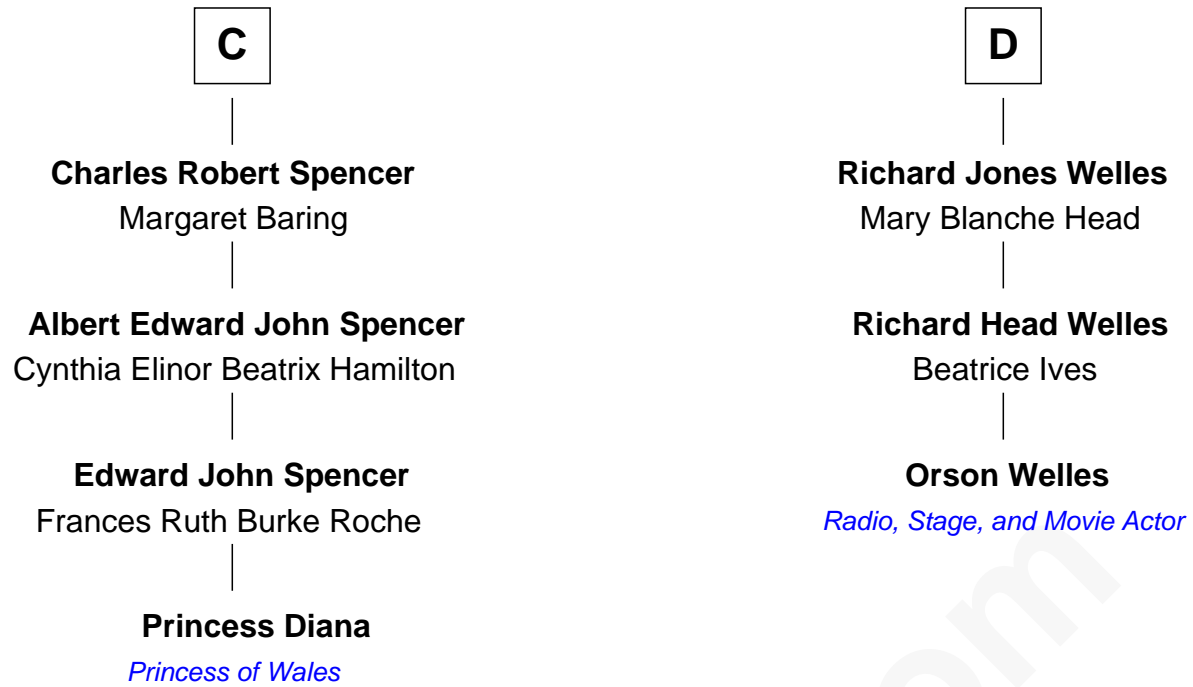 C
Charles Robert Spencer
Margaret Baring
Albert Edward John Spencer
Cynthia Elinor Beatrix Hamilton
Edward John Spencer
Frances Ruth Burke Roche
Princess Diana
Princess of Wales
D
Richard Jones Welles
Mary Blanche Head
Richard Head Welles
Beatrice Ives
Orson Welles
Radio, Stage, and Movie Actor
om